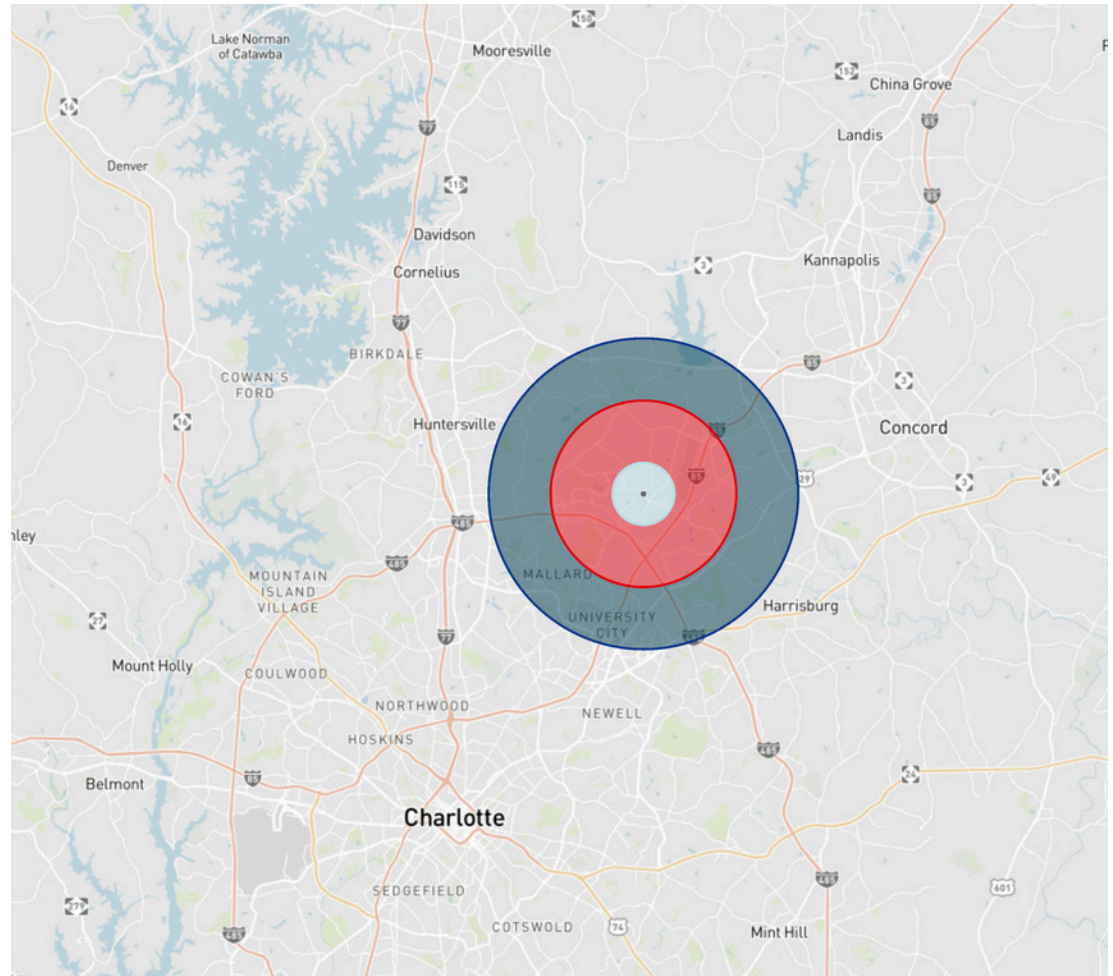 150
Lake Norman
of Catawba
Mooresville
152
China Grove
16
85
77
Landis
Denver
115
85
Davidson
3
Kannapolis
Cornelius
77
BIRKDALE
85
COWAN'S
FORD
3
16
Huntersville
85
Concord
85
29
3
49
485
nley
485
MALLARD
MOUNTAIN
ISLAND
VILLAGE
Harrisburg
27
UNIVERSITY
CITY
77
485
Mount Holly
COULWOOD
NORTHWOOD
NEWELL
HOSKINS
485
85
24
Belmont
Charlotte
485
SEDGEFIELD
601
279
COTSWOLD
74
485
Mint Hill